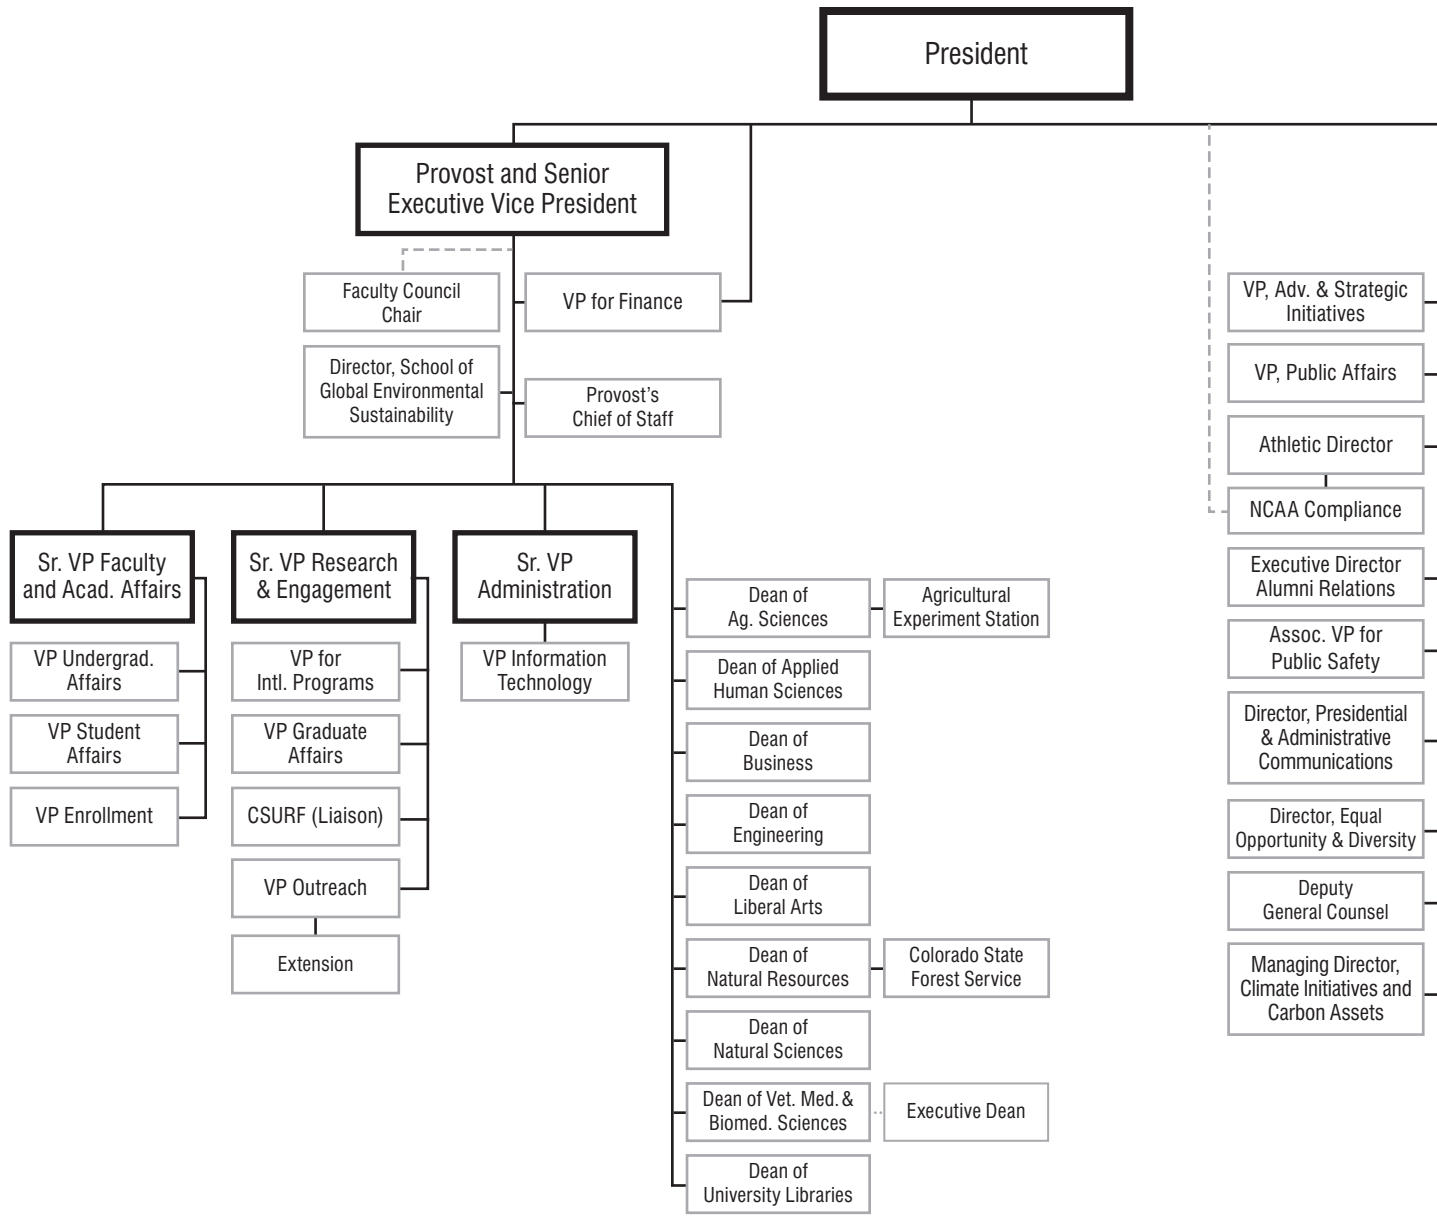 President
Provost and Senior
Executive Vice President
Faculty Council
Chair
VP for Finance
Director, School of
Global Environmental
Sustainability
Provost's
Chief of Staff
Sr. VP Faculty
and Acad. Affairs
VP Undergrad.
Affairs
VP Student
Affairs
VP Enrollment
Sr. VP Research
& Engagement
VP for
Intl. Programs
VP Graduate
Affairs
CSURF (Liaison)
VP Outreach
Extension
Sr. VP
Administration
VP Information
Technology
Dean of
Ag. Sciences
Agricultural
Experiment Station
Dean of Applied
Human Sciences
Dean of
Business
Dean of
Engineering
Dean of
Liberal Arts
Dean of
Natural Resources
Colorado State
Forest Service
Dean of
Natural Sciences
Dean of Vet. Med. &
Biomed. Sciences
Executive Dean
Dean of
University Libraries
VP, Adv. & Strategic
Initiatives
VP, Public Affairs
Athletic Director
NCAA Compliance
Executive Director
Alumni Relations
Assoc. VP for
Public Safety
Director, Presidential
& Administrative
Communications
Director, Equal
Opportunity & Diversity
Deputy
General Counsel
Managing Director,
Climate Initiatives and
Carbon Assets